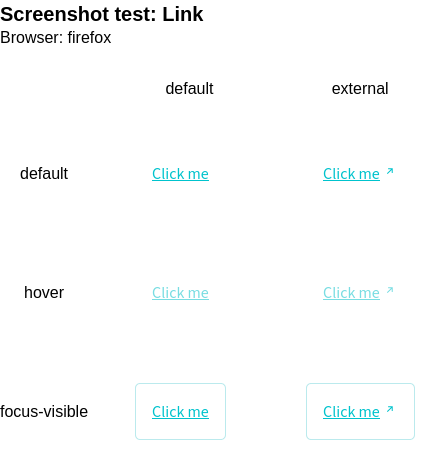 Screenshot test: Link
Browser: firefox
default external
default Click me Click me ↗
hover Click me Click me ↗
focus-visible Click me Click me ↗